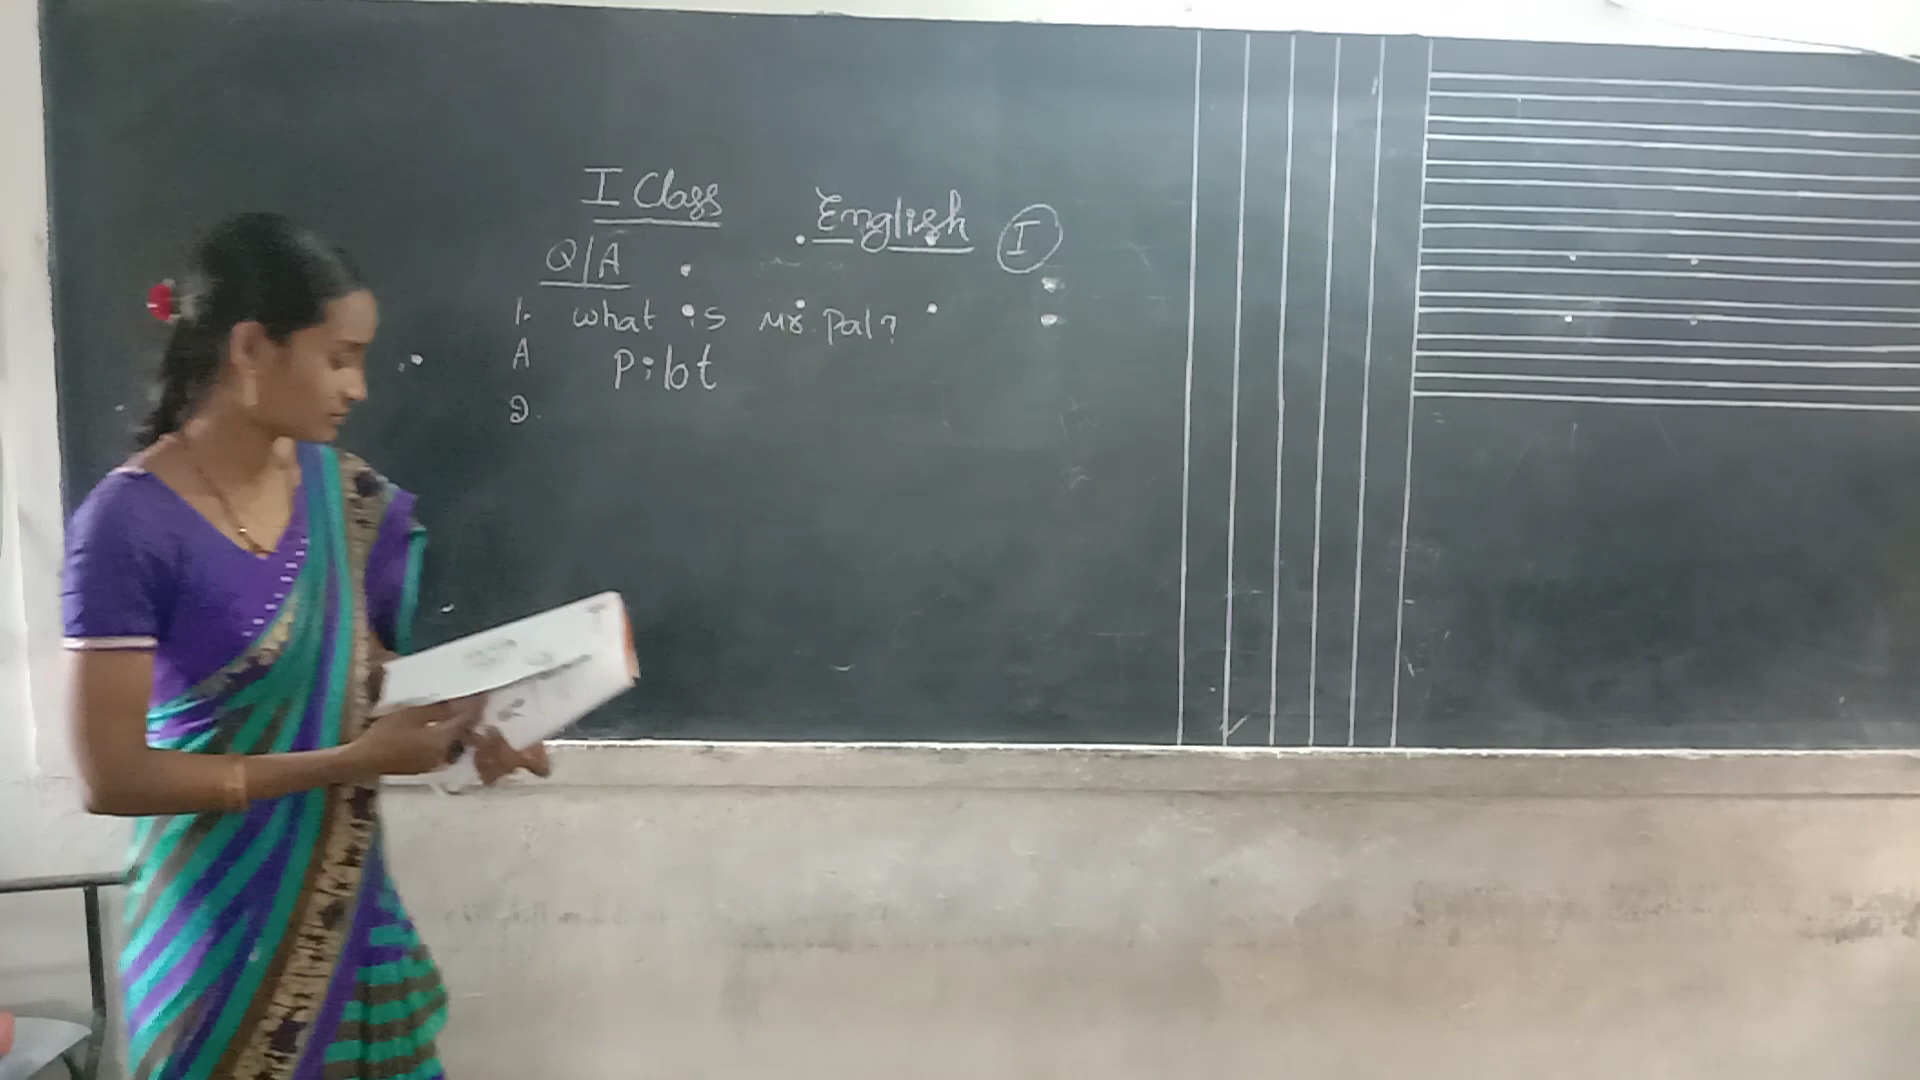 I Class
English I
Q/A
1. what is Mr. Pal?
A Pilot
2.